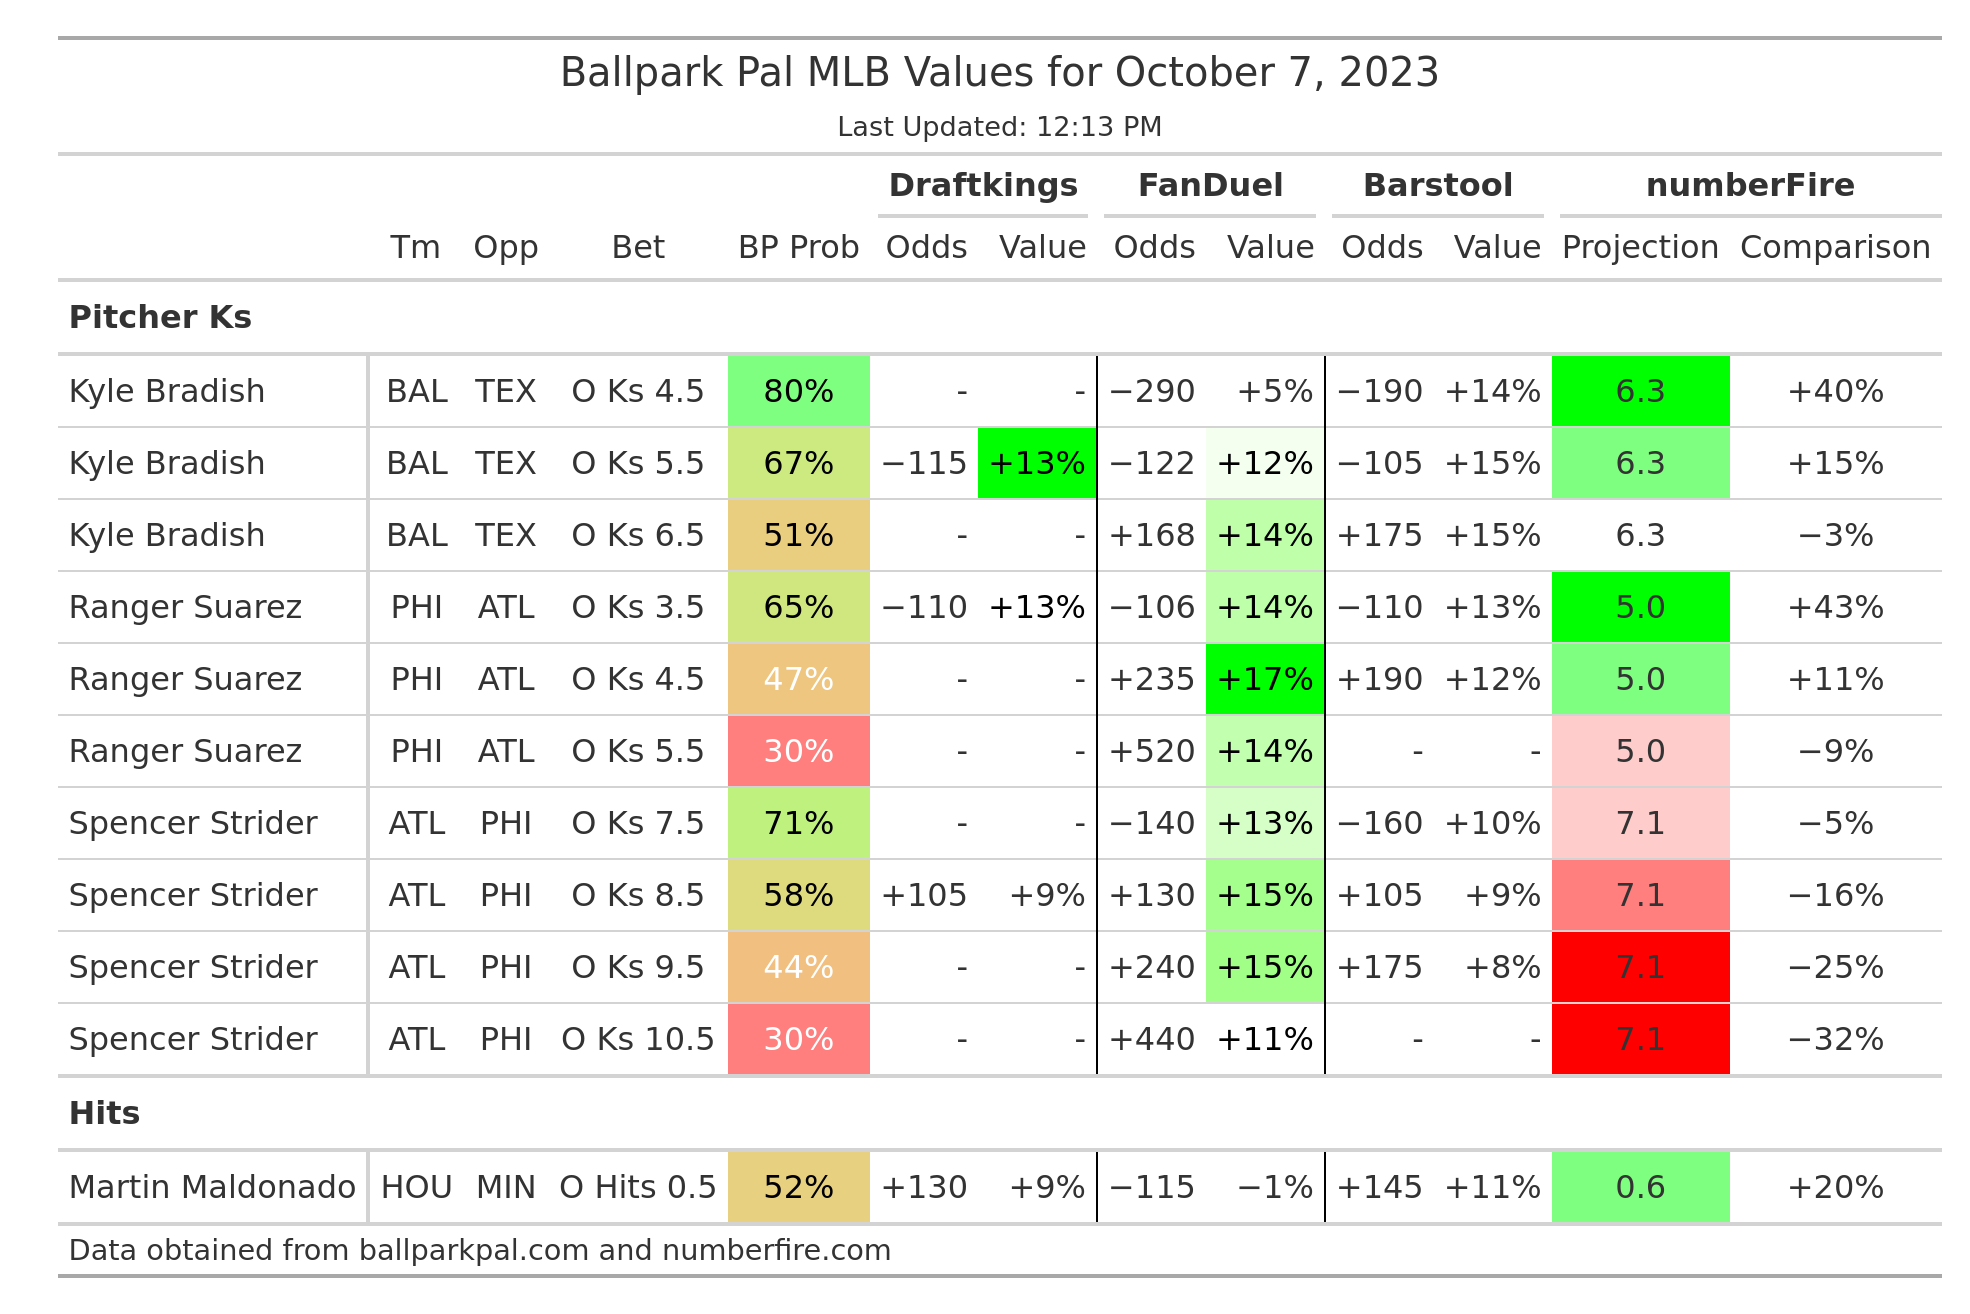 Ballpark Pal MLB Values for October 7, 2023
Last Updated: 12:13 PM
Draftkings FanDuel Barstool numberFire
Tm Opp Bet BP Prob Odds Value Odds Value Odds Value Projection Comparison
Pitcher Ks
Kyle Bradish BAL TEX O Ks 4.5 80% - - −290 +5% −190 +14% 6.3 +40%
Kyle Bradish BAL TEX O Ks 5.5 67% −115 +13% −122 +12% −105 +15% 6.3 +15%
Kyle Bradish BAL TEX O Ks 6.5 51% - - +168 +14% +175 +15% 6.3 −3%
Ranger Suarez PHI ATL O Ks 3.5 65% −110 +13% −106 +14% −110 +13% 5.0 +43%
Ranger Suarez PHI ATL O Ks 4.5 47% - - +235 +17% +190 +12% 5.0 +11%
Ranger Suarez PHI ATL O Ks 5.5 30% - - +520 +14% - - 5.0 −9%
Spencer Strider ATL PHI O Ks 7.5 71% - - −140 +13% −160 +10% 7.1 −5%
Spencer Strider ATL PHI O Ks 8.5 58% +105 +9% +130 +15% +105 +9% 7.1 −16%
Spencer Strider ATL PHI O Ks 9.5 44% - - +240 +15% +175 +8% 7.1 −25%
Spencer Strider ATL PHI O Ks 10.5 30% - - +440 +11% - - 7.1 −32%
Hits
Martin Maldonado HOU MIN O Hits 0.5 52% +130 +9% −115 −1% +145 +11% 0.6 +20%
Data obtained from ballparkpal.com and numberfire.com